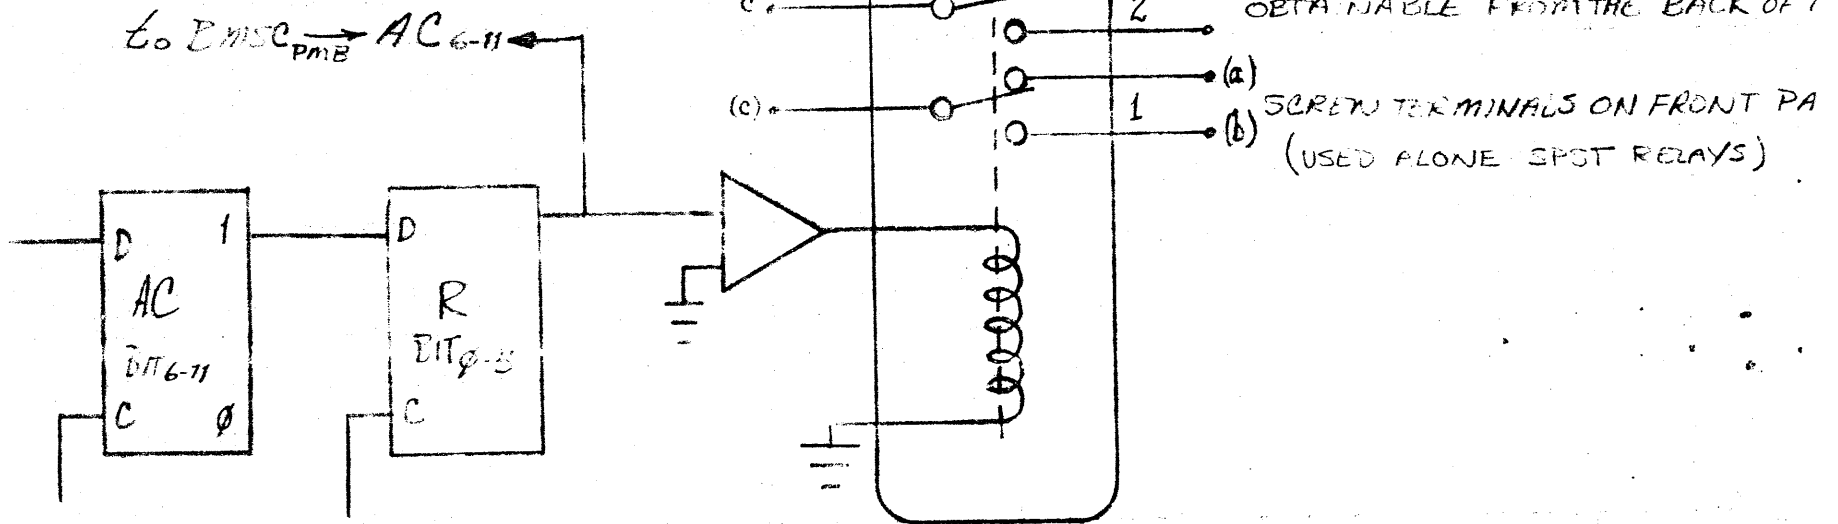 c 2 OBTAINABLE FROM THE BACK OF
to EMSC PMB → AC 6-11
(a)
(c) 1 SCREW TERMINALS ON FRONT PA
(b)
(USED ALONE SPST RELAYS)
D 1 D
AC R
BIT 6-11 BIT φ-5
C φ C